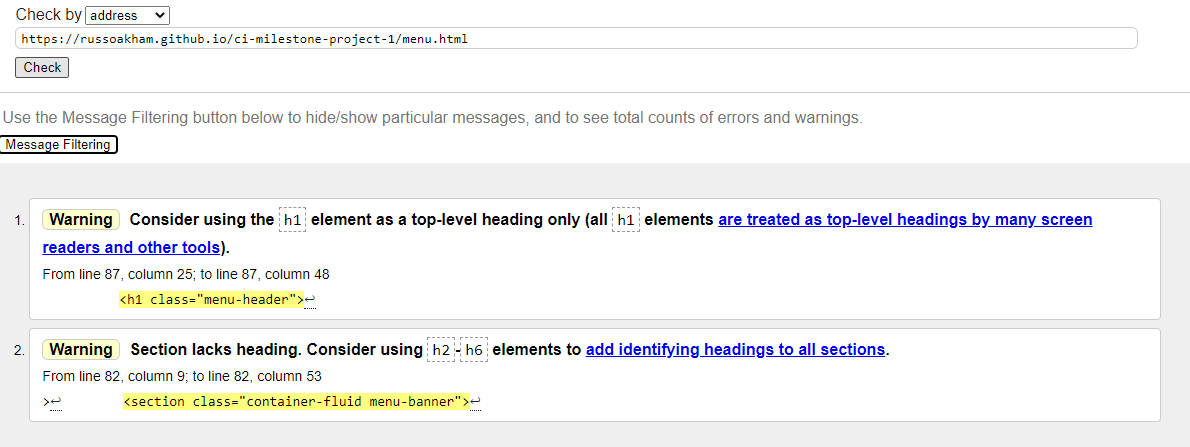 Check by address
https://russoakham.github.io/ci-milestone-project-1/menu.html
Check
Use the Message Filtering button below to hide/show particular messages, and to see total counts of errors and warnings.
Message Filtering
1. Warning Consider using the h1 element as a top-level heading only (all h1 elements are treated as top-level headings by many screen
readers and other tools).
From line 87, column 25; to line 87, column 48
<h1 class="menu-header">↩
2. Warning Section lacks heading. Consider using h2-h6 elements to add identifying headings to all sections.
From line 82, column 9; to line 82, column 53
>↩ <section class="container-fluid menu-banner">↩